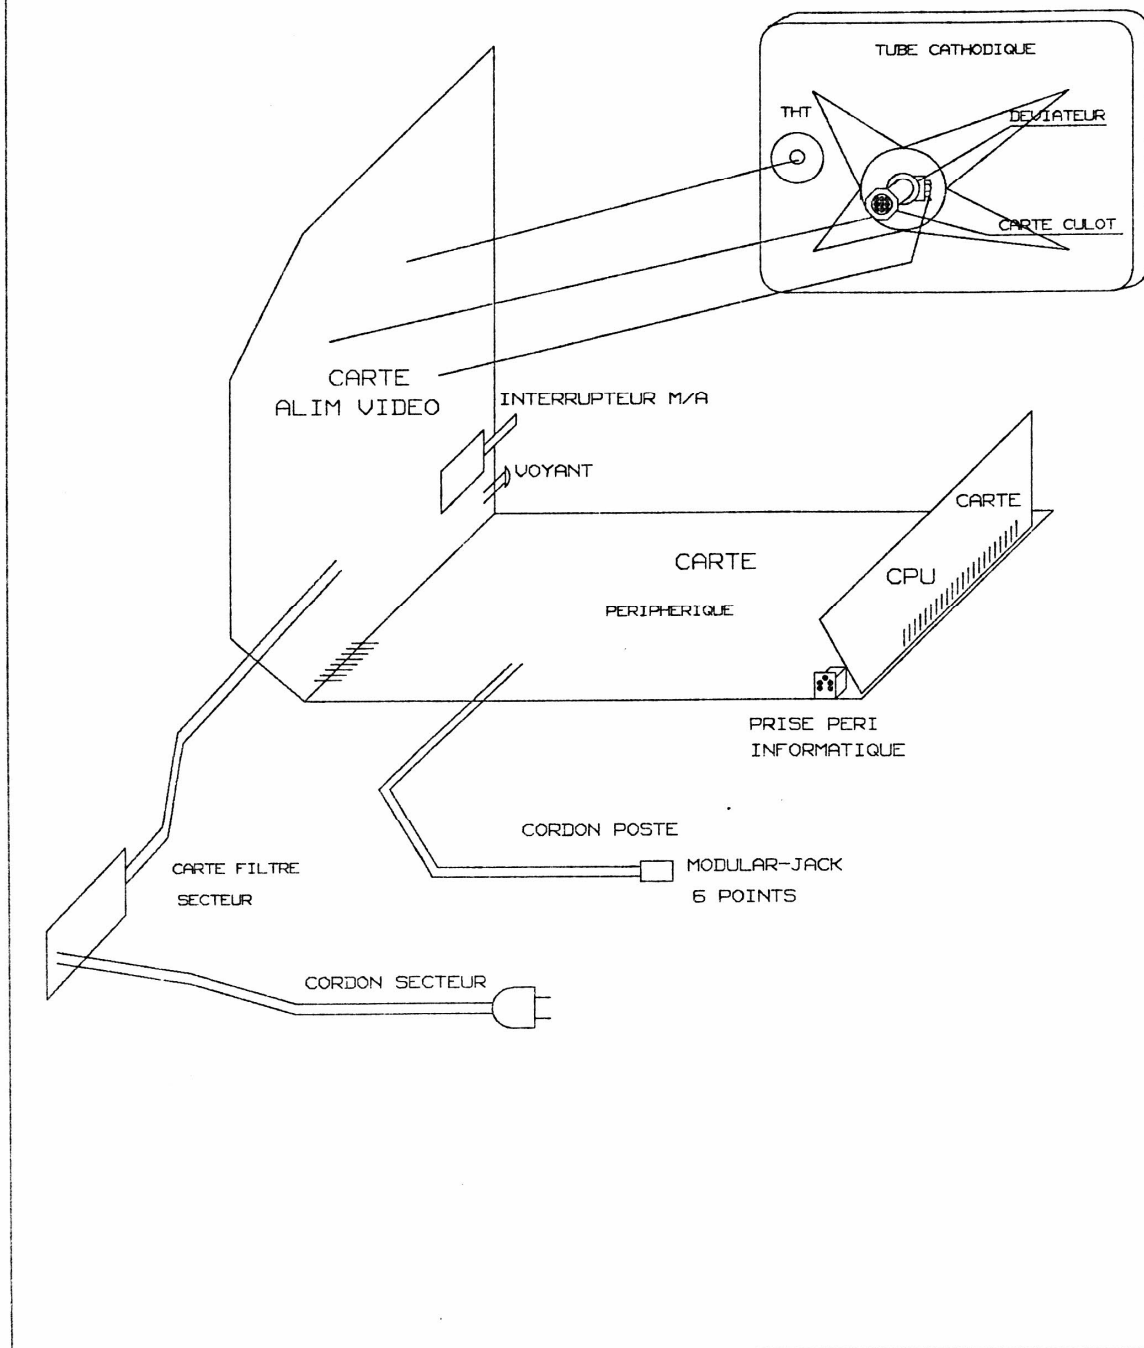 TUBE CATHODIQUE
THT
DEVIATEUR
CARTE CULOT
CARTE
ALIM VIDEO
INTERRUPTEUR M/A
VOYANT
CARTE
CPU
CARTE
PERIPHERIQUE
PRISE PERI
INFORMATIQUE
CORDON POSTE
MODULAR-JACK
6 POINTS
CARTE FILTRE
SECTEUR
CORDON SECTEUR